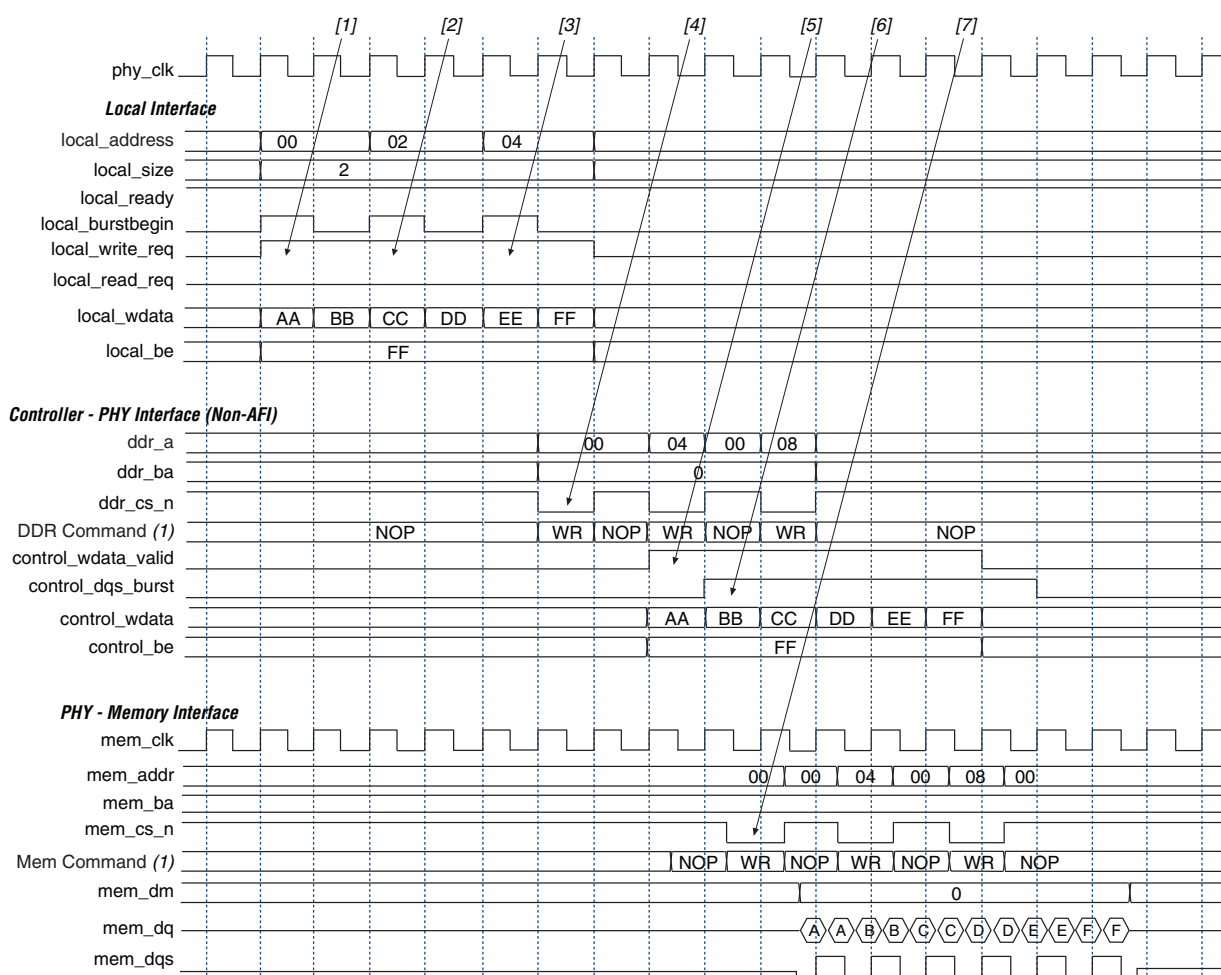 [1] [2] [3] [4] [5] [6] [7]
phy_clk
Local Interface
local_address 00 02 04
local_size 2
local_ready
local_burstbegin
local_write_req
local_read_req
local_wdata AA BB CC DD EE FF
local_be FF
Controller - PHY Interface (Non-AFI)
ddr_a 00 04 00 08
ddr_ba 0
ddr_cs_n
DDR Command (1) NOP WR NOP WR NOP WR NOP
control_wdata_valid
control_dqs_burst
control_wdata AA BB CC DD EE FF
control_be FF
PHY - Memory Interface
mem_clk
mem_addr 00 00 04 00 08 00
mem_ba
mem_cs_n
Mem Command (1) NOP WR NOP WR NOP WR NOP
mem_dm 0
mem_dq A A B B C C D D E E F F
mem_dqs